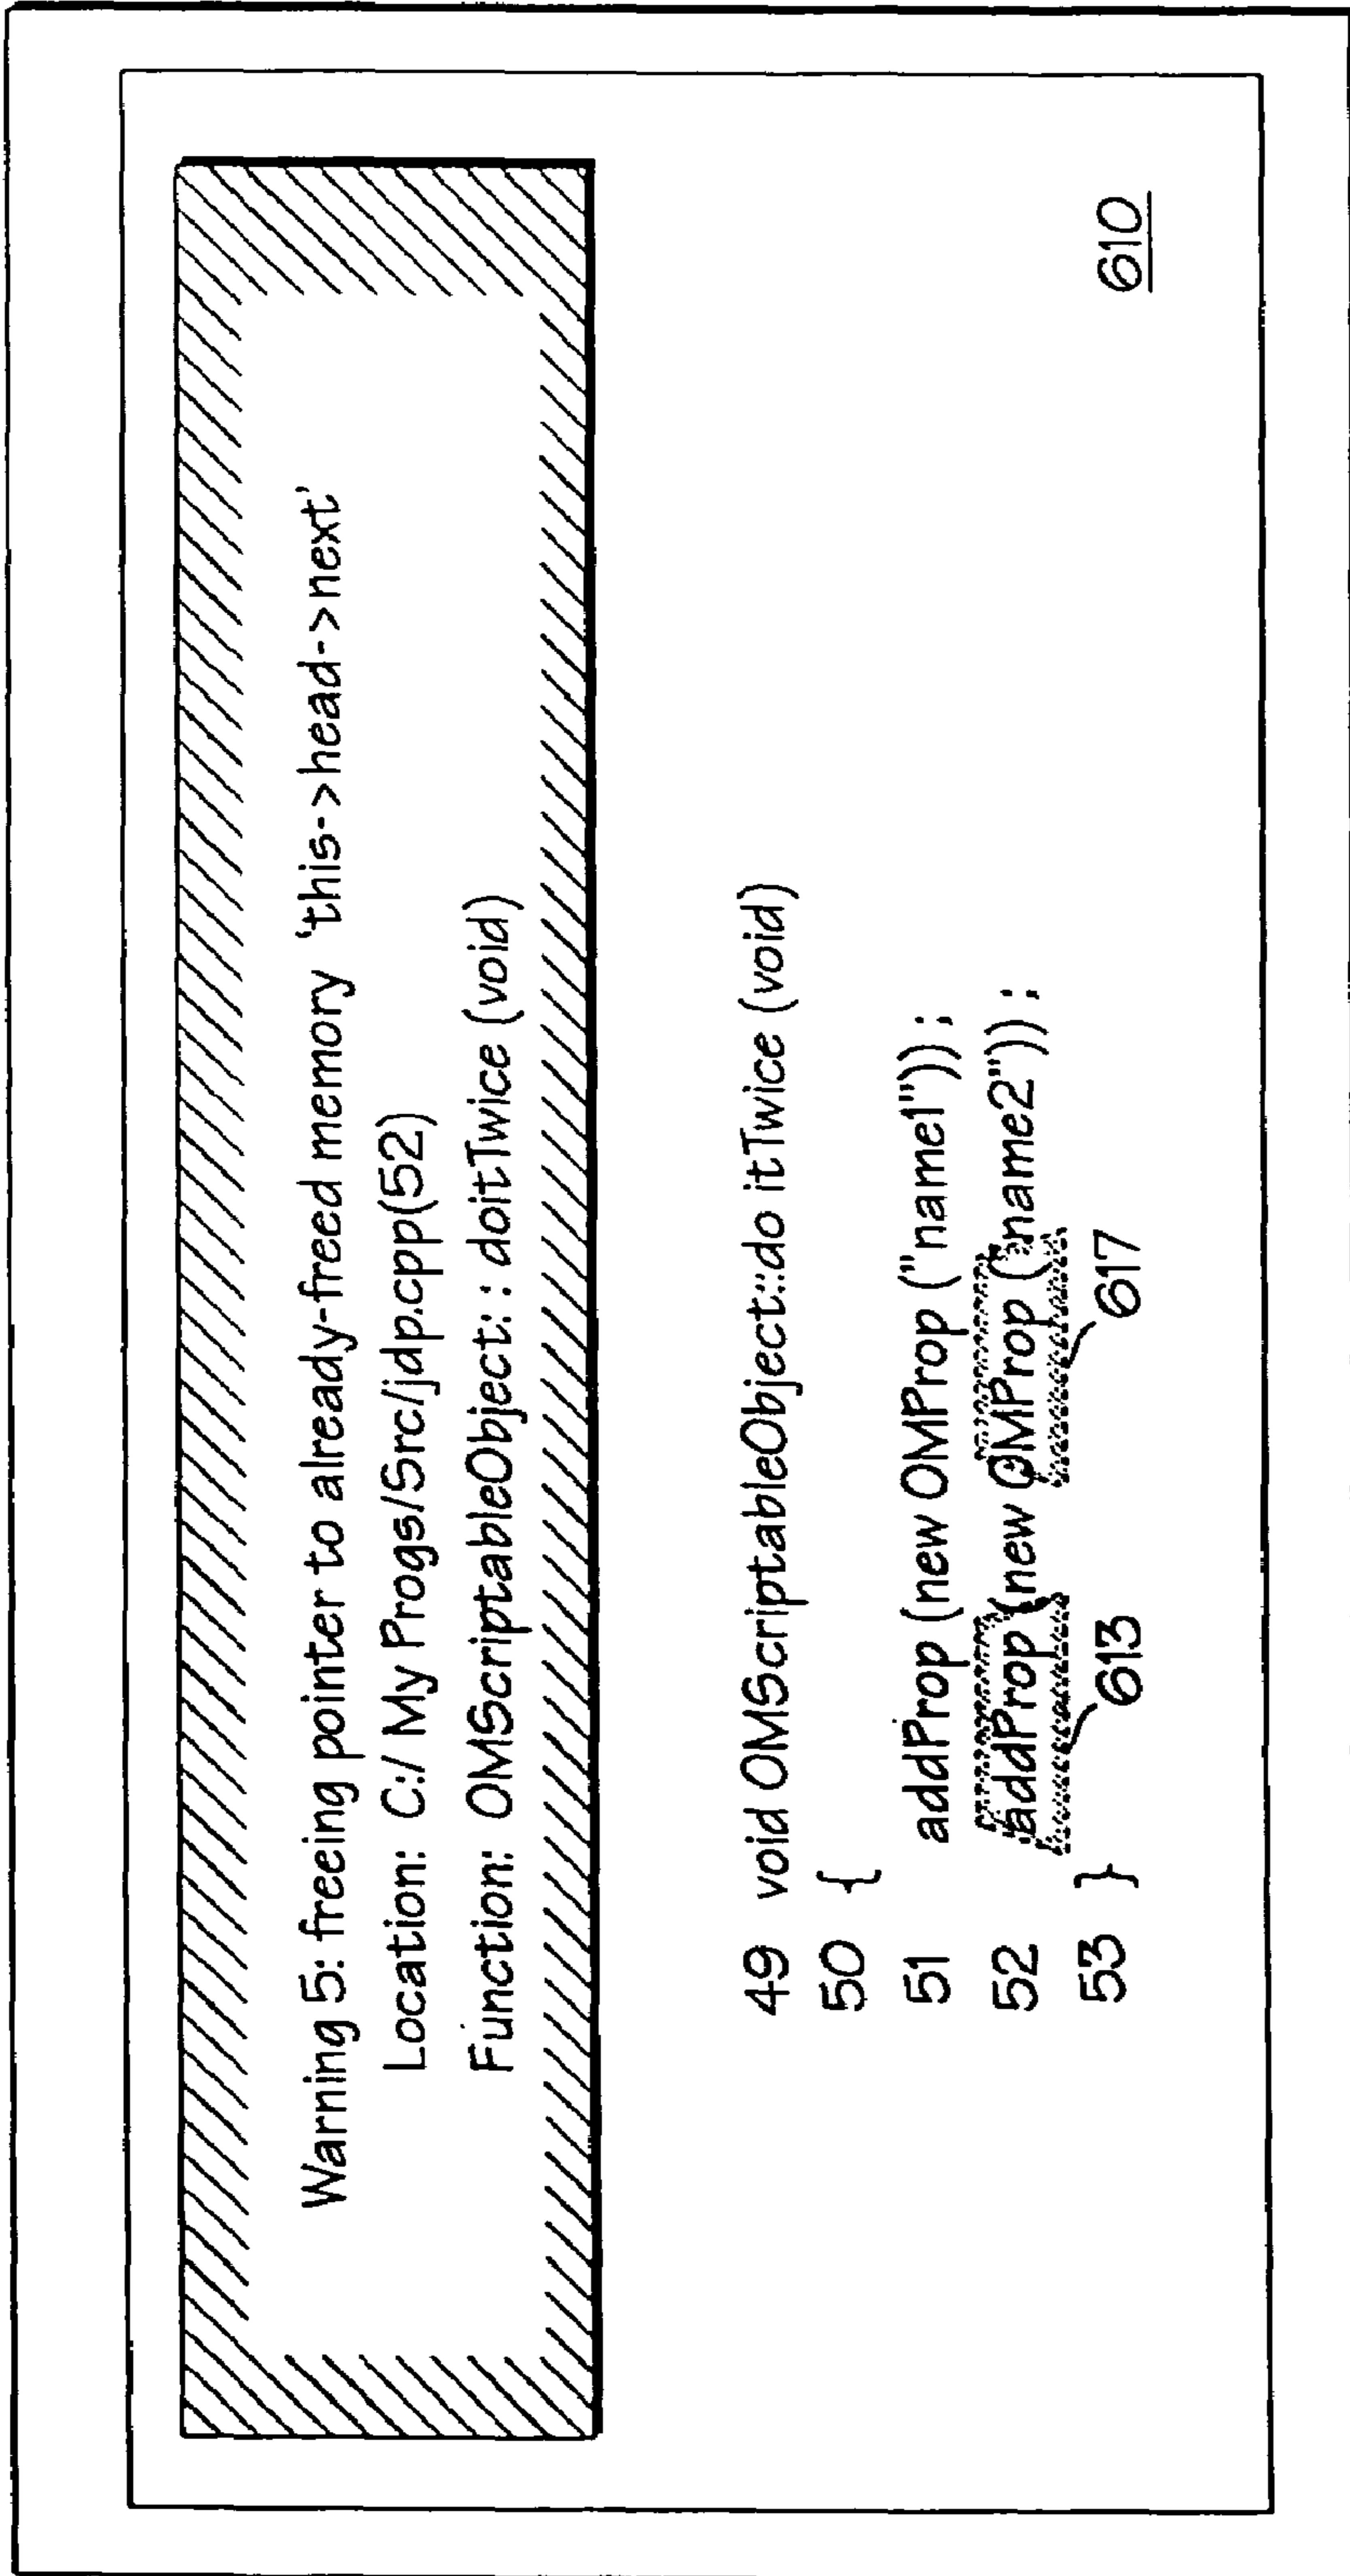 Warning 5: freeing pointer to already-freed memory 'this->head->next'
Location: C:/ My Progs/Src/jdp.cpp(52)
Function: OMScriptableObject: : doitTwice (void)
49 void OMScriptableObject::do itTwice (void)
50 {
51 addProp (new OMProp ("name1")) ;
52 addProp (new OMProp ("name2")) ;
53 }
613 617
610